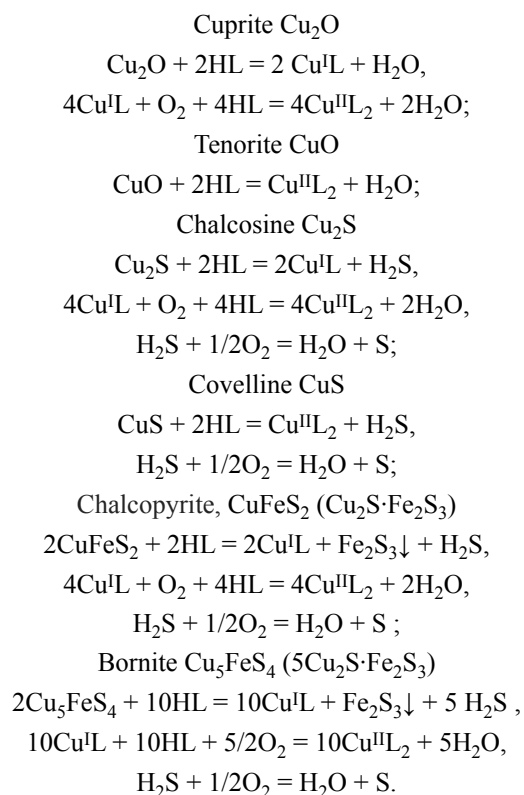 Cuprite Cu₂O
Cu₂O + 2HL = 2 CuᴵL + H₂O,
4CuᴵL + O₂ + 4HL = 4CuᴵᴵL₂ + 2H₂O;
Tenorite CuO
CuO + 2HL = CuᴵᴵL₂ + H₂O;
Chalcosine Cu₂S
Cu₂S + 2HL = 2CuᴵL + H₂S,
4CuᴵL + O₂ + 4HL = 4CuᴵᴵL₂ + 2H₂O,
H₂S + 1/2O₂ = H₂O + S;
Covelline CuS
CuS + 2HL = CuᴵᴵL₂ + H₂S,
H₂S + 1/2O₂ = H₂O + S;
Chalcopyrite, CuFeS₂ (Cu₂S·Fe₂S₃)
2CuFeS₂ + 2HL = 2CuᴵL + Fe₂S₃↓ + H₂S,
4CuᴵL + O₂ + 4HL = 4CuᴵᴵL₂ + 2H₂O,
H₂S + 1/2O₂ = H₂O + S ;
Bornite Cu₅FeS₄ (5Cu₂S·Fe₂S₃)
2Cu₅FeS₄ + 10HL = 10CuᴵL + Fe₂S₃↓ + 5 H₂S ,
10CuᴵL + 10HL + 5/2O₂ = 10CuᴵᴵL₂ + 5H₂O,
H₂S + 1/2O₂ = H₂O + S.